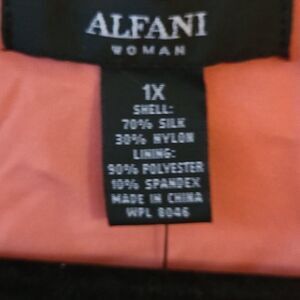 ALFANI
WOMAN
1X
SHELL:
70% SILK
30% NYLON
LINING:
90% POLYESTER
10% SPANDEX
MADE IN CHINA
WPL 8046